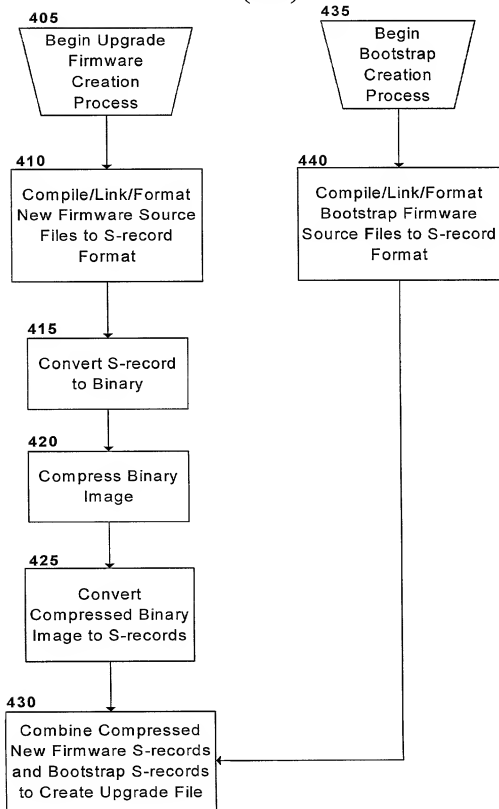 405
Begin Upgrade
Firmware
Creation
Process
410
Compile/Link/Format
New Firmware Source
Files to S-record
Format
415
Convert S-record
to Binary
420
Compress Binary
Image
425
Convert
Compressed Binary
Image to S-records
430
Combine Compressed
New Firmware S-records
and Bootstrap S-records
to Create Upgrade File
435
Begin
Bootstrap
Creation
Process
440
Compile/Link/Format
Bootstrap Firmware
Source Files to S-record
Format